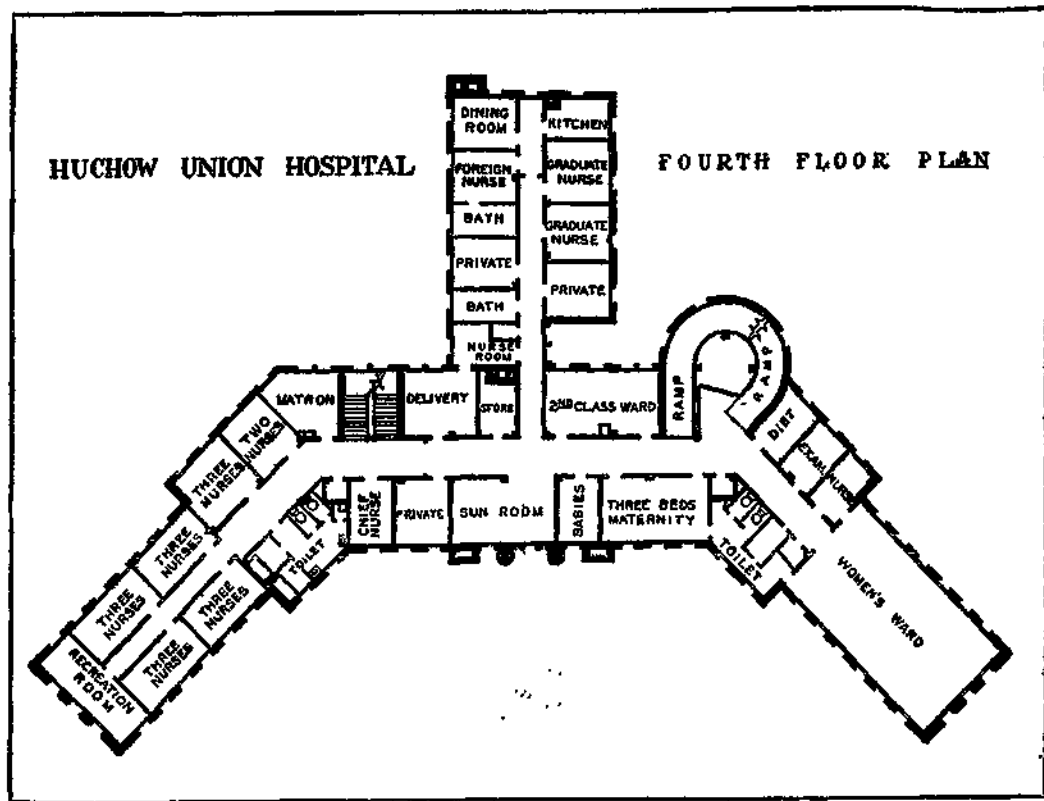 HUCHOW UNION HOSPITAL
FOURTH FLOOR PLAN
DINING
ROOM
KITCHEN
FOREIGN
NURSE
GRADUATE
NURSE
BATH
GRADUATE
NURSE
PRIVATE
PRIVATE
BATH
NURSE
ROOM
MATRON
DELIVERY
STORE
2ND CLASS WARD
RAMP
RAMP
DIET
EXAM
NURSE
TWO
NURSES
THREE
NURSES
THREE
NURSES
THREE
NURSES
RECREATION
ROOM
THREE
NURSES
THREE
NURSES
TOILET
CHIEF
NURSE
PRIVATE
SUN ROOM
BABIES
THREE BEDS
MATERNITY
TOILET
WOMEN'S WARD